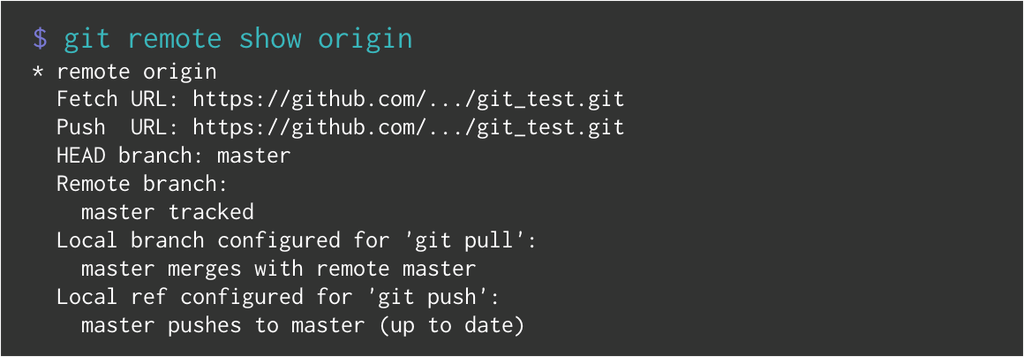 $ git remote show origin
* remote origin
  Fetch URL: https://github.com/.../git_test.git
  Push  URL: https://github.com/.../git_test.git
  HEAD branch: master
  Remote branch:
    master tracked
  Local branch configured for 'git pull':
    master merges with remote master
  Local ref configured for 'git push':
    master pushes to master (up to date)